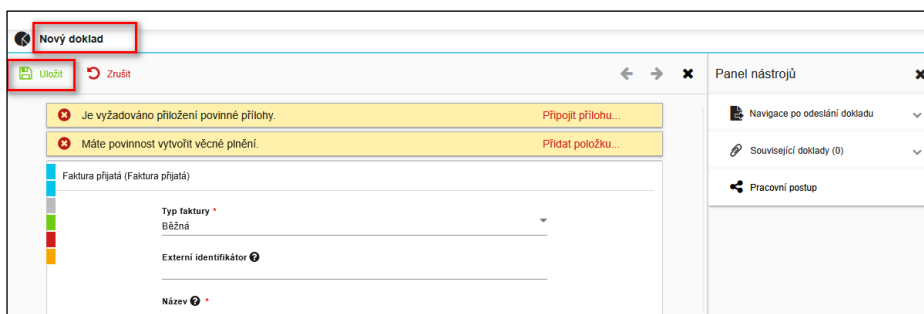 Nový doklad
Uložit Zrušit
Panel nástrojů
Je vyžadováno přiložení povinné přílohy. Připojit přílohu...
Máte povinnost vytvořit věcné plnění. Přidat položku...
Navigace po odeslání dokladu
Související doklady (0)
Pracovní postup
Faktura přijatá (Faktura přijatá)
Typ faktury *
Běžná
Externí identifikátor ?
Název ? *